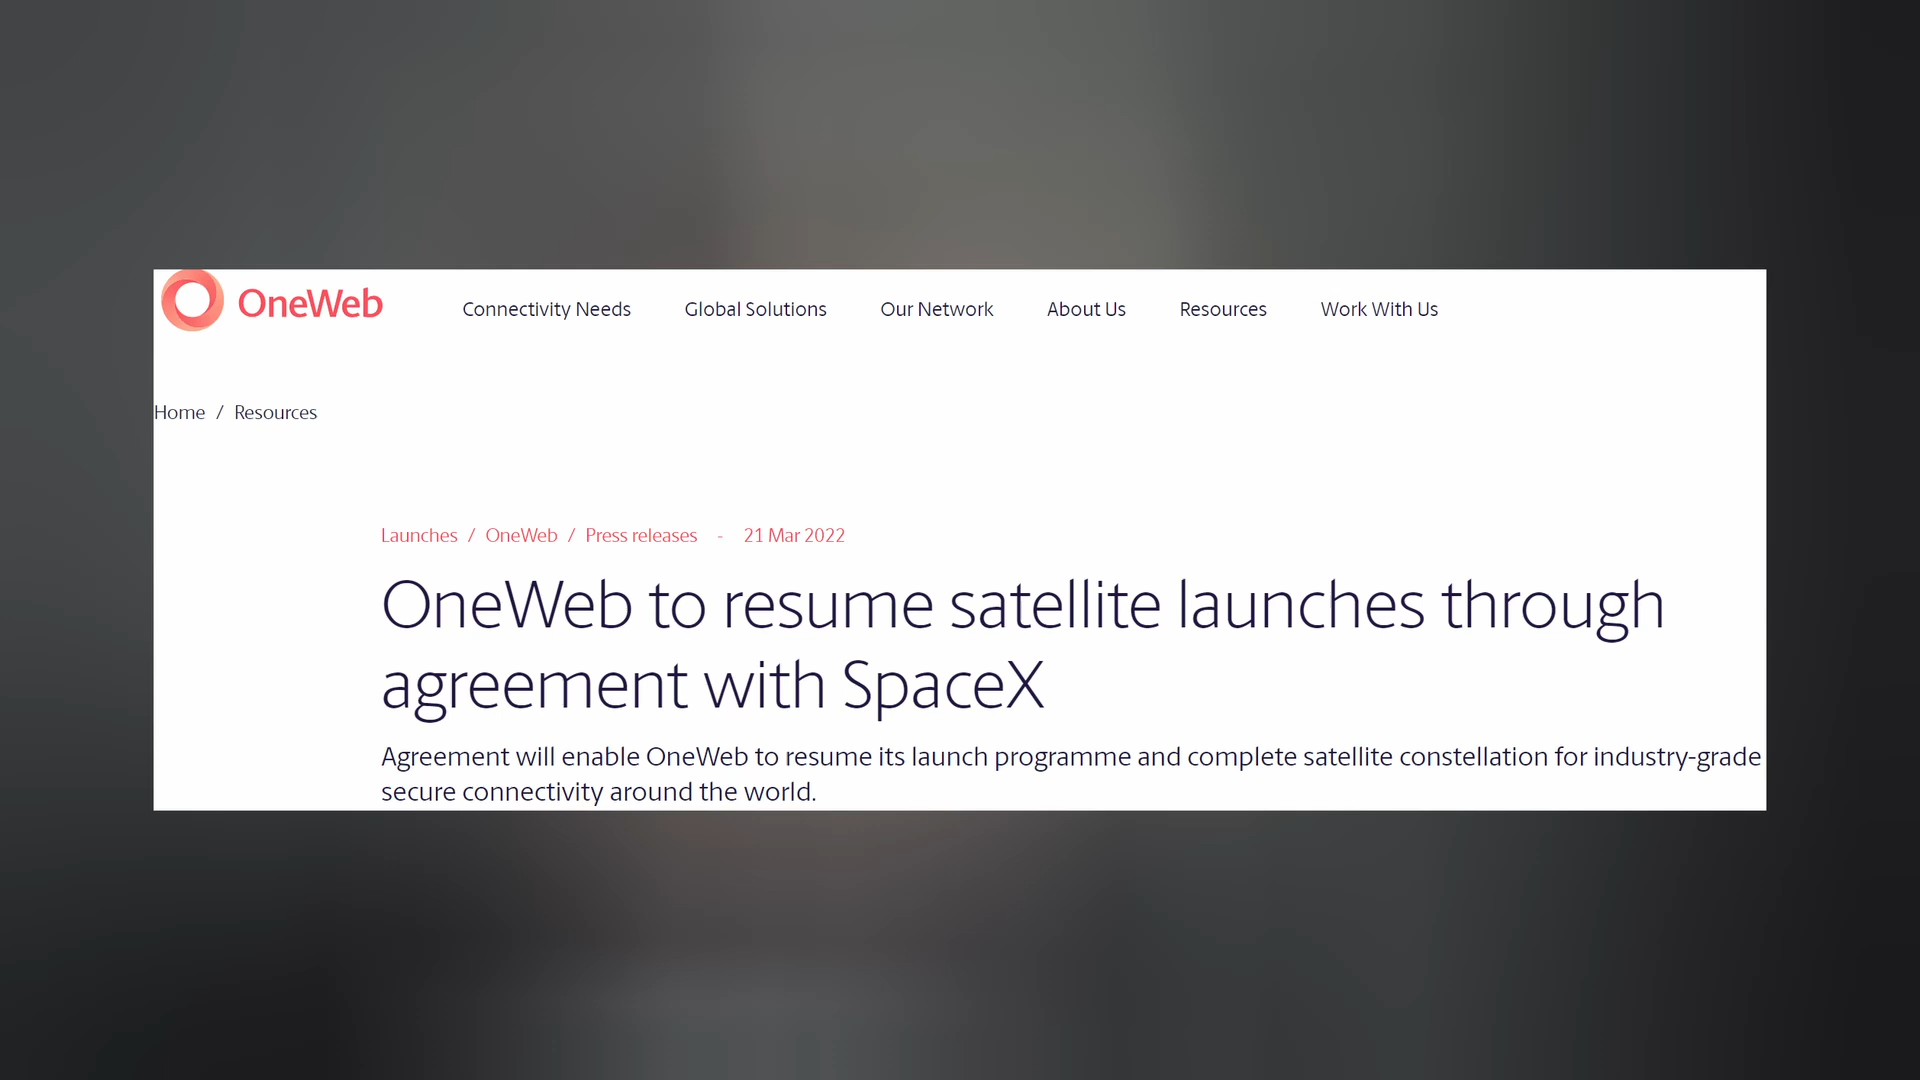 OneWeb Connectivity Needs Global Solutions Our Network About Us Resources Work With Us
Home / Resources
Launches / OneWeb / Press releases - 21 Mar 2022
OneWeb to resume satellite launches through
agreement with SpaceX
Agreement will enable OneWeb to resume its launch programme and complete satellite constellation for industry-grade
secure connectivity around the world.